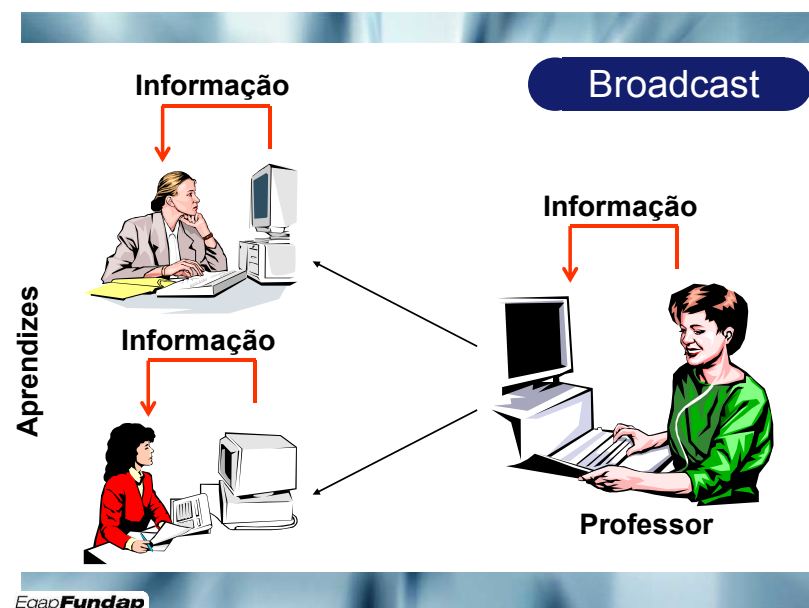 Broadcast
Informação
Informação
Aprendizes
Informação
Professor
EgapFundap